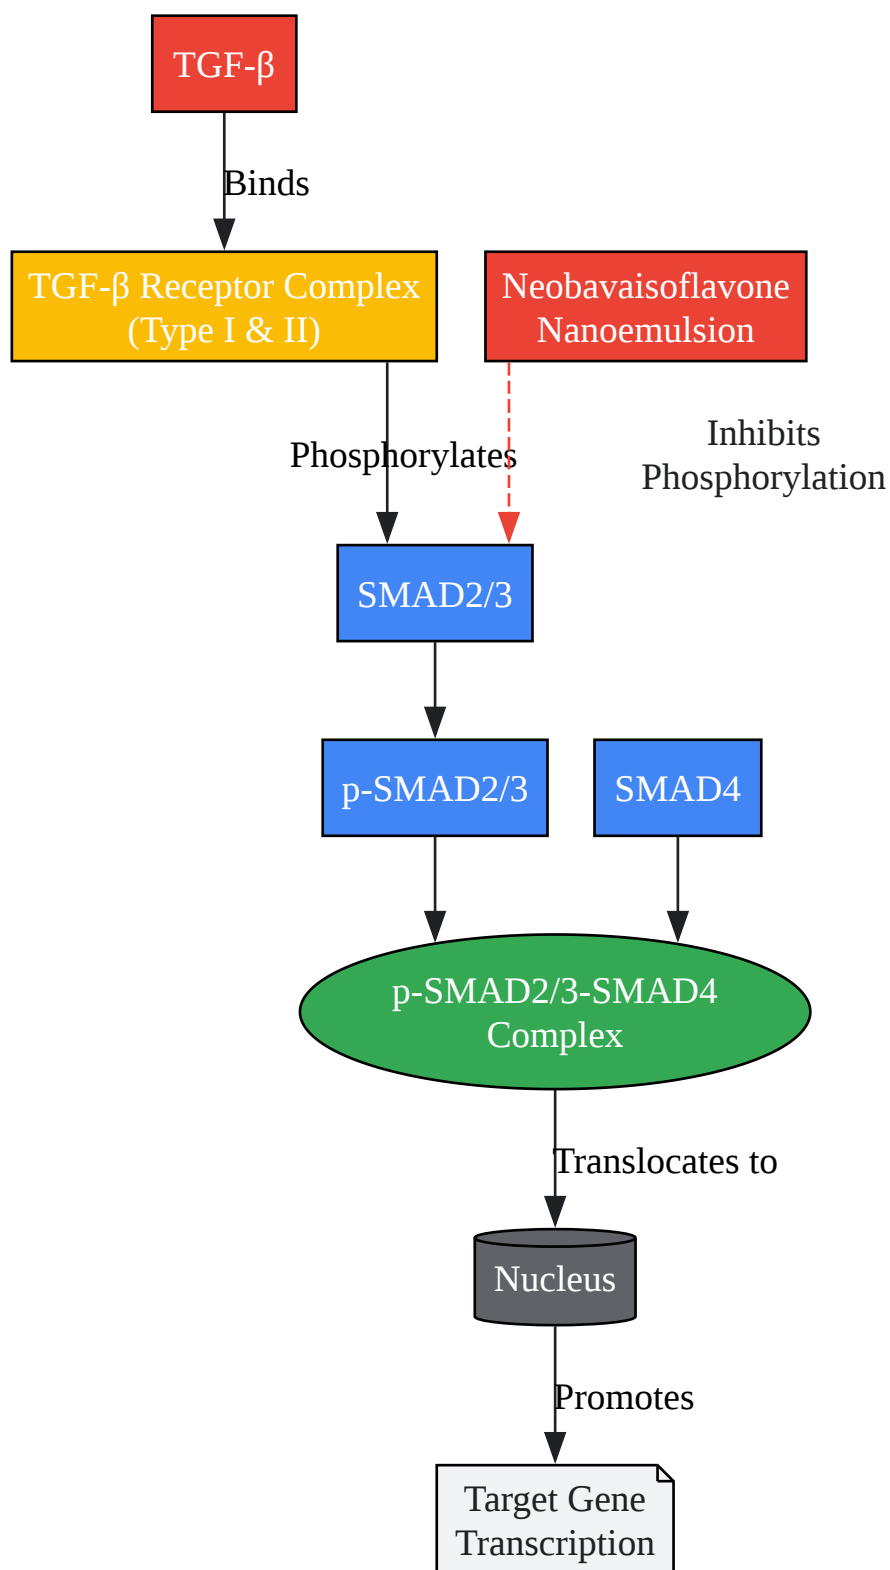 TGF-β
Binds
TGF-β Receptor Complex
(Type I & II)
Neobavaisoflavone
Nanoemulsion
Phosphorylates
Inhibits
Phosphorylation
SMAD2/3
p-SMAD2/3
SMAD4
p-SMAD2/3-SMAD4
Complex
Translocates to
Nucleus
Promotes
Target Gene
Transcription